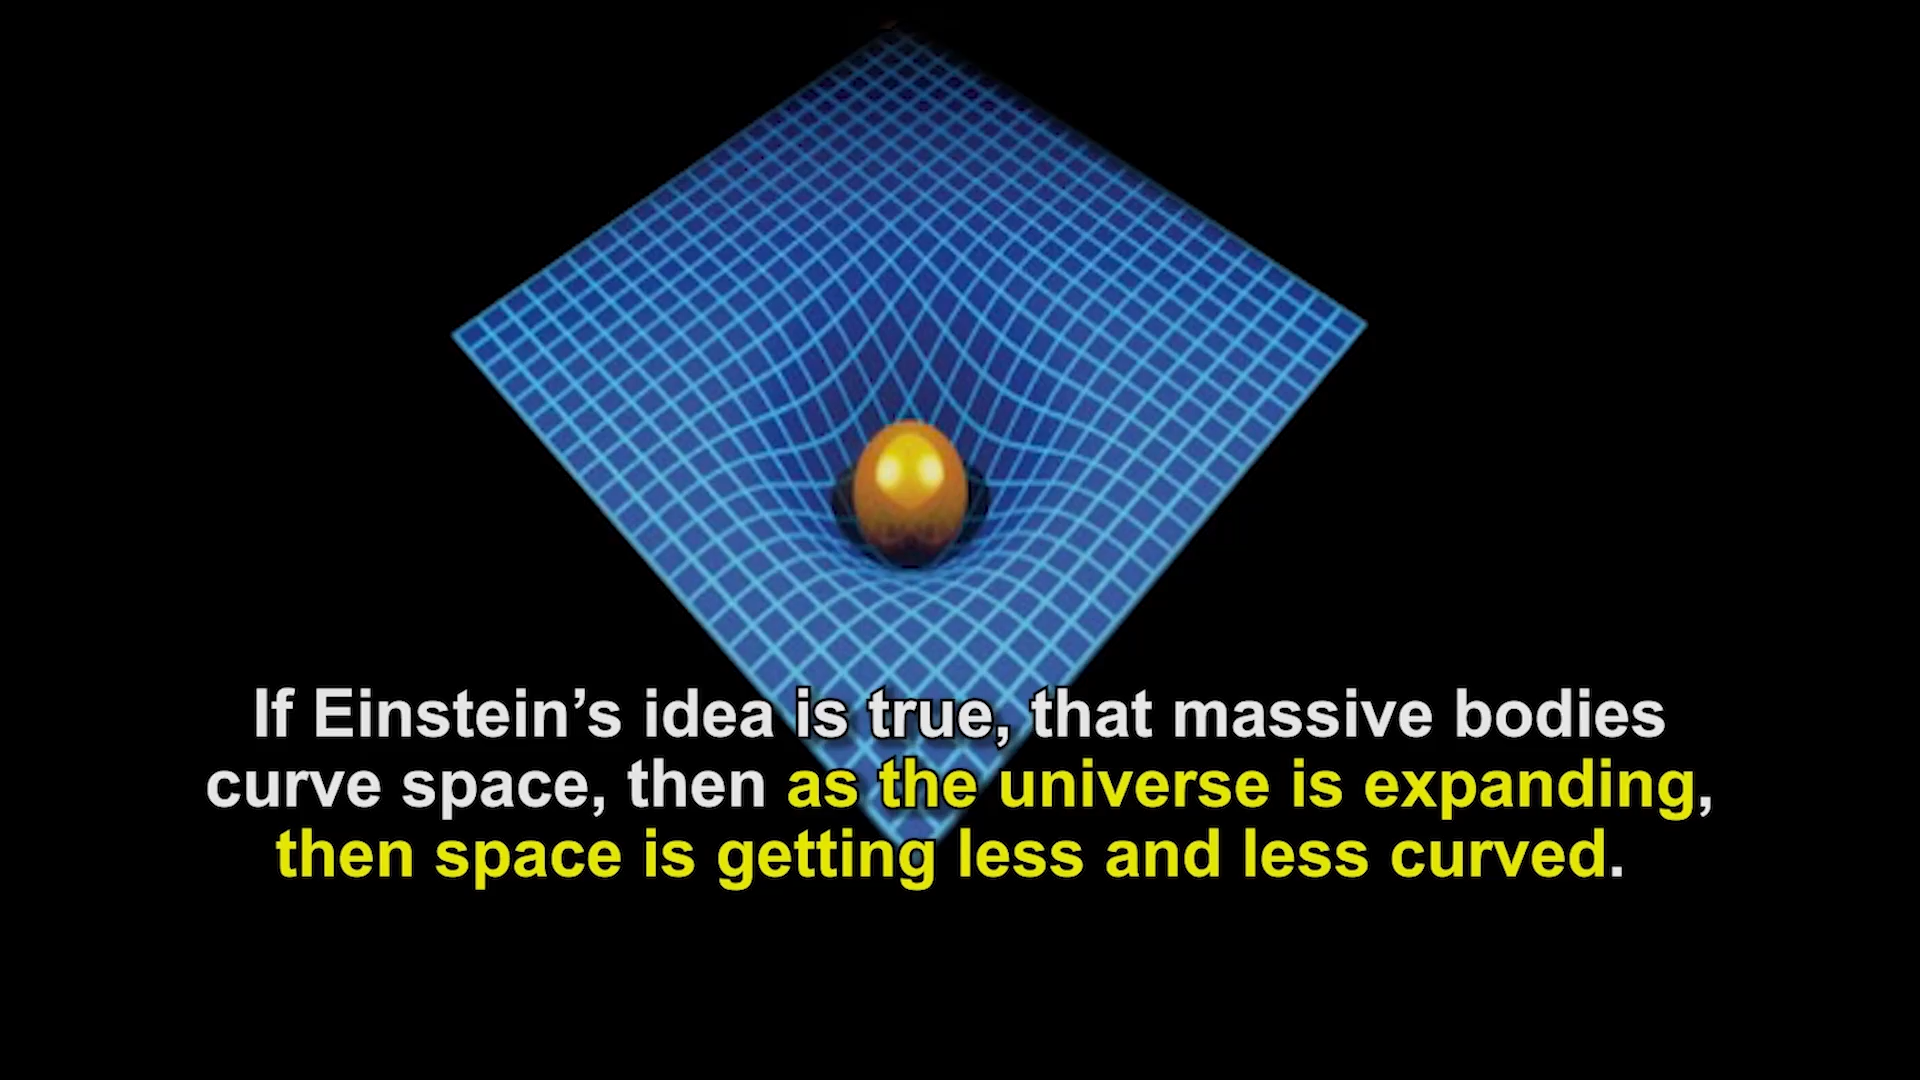 If Einstein’s idea is true, that massive bodies
curve space, then as the universe is expanding,
then space is getting less and less curved.